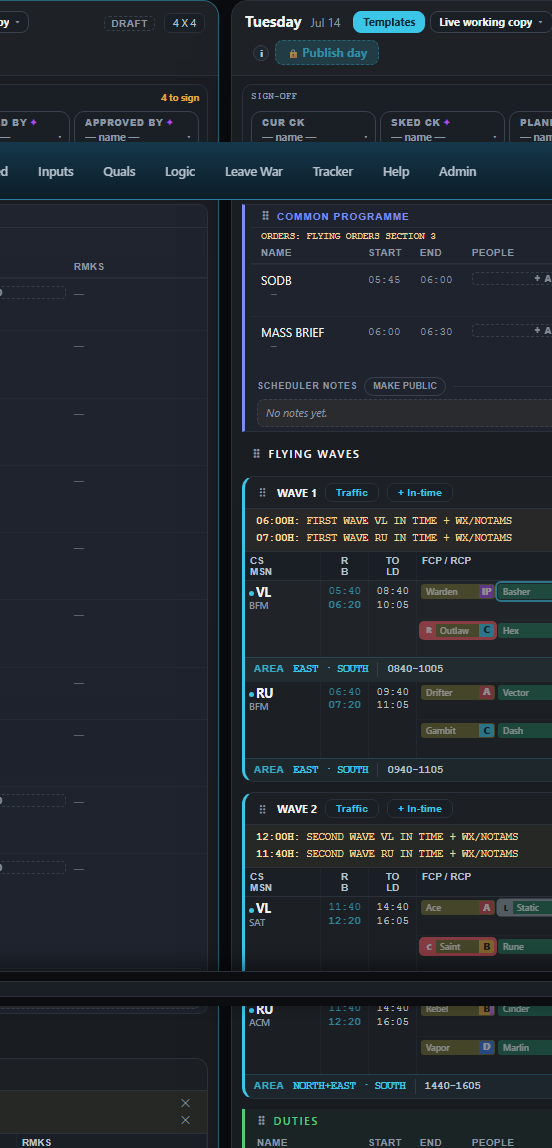 py
DRAFT
4 X 4
4 to sign
D BY ✦
APPROVED BY ✦
— name —
Tuesday Jul 14 Templates Live working copy
i Publish day
SIGN-OFF
CUR CK SKED CK ✦
— name — — name —
Inputs Quals Logic Leave War Tracker Help Admin
RMKS
—
—
—
—
—
—
—
—
—
—
COMMON PROGRAMME
ORDERS: FLYING ORDERS SECTION 3
NAME START END PEOPLE
SODB 05:45 06:00 + A
—
MASS BRIEF 06:00 06:30 + A
—
SCHEDULER NOTES MAKE PUBLIC
No notes yet.
FLYING WAVES
WAVE 1 Traffic + In-time
06:00H: FIRST WAVE VL IN TIME + WX/NOTAMS
07:00H: FIRST WAVE RU IN TIME + WX/NOTAMS
CS R TO FCP / RCP
MSN B LD
VL 05:40 08:40 Warden IP Basher
BFM 06:20 10:05
R Outlaw C Hex
AREA EAST · SOUTH 0840-1005
RU 06:40 09:40 Drifter A Vector
BFM 07:20 11:05
Gambit C Dash
AREA EAST · SOUTH 0940-1105
WAVE 2 Traffic + In-time
12:00H: SECOND WAVE VL IN TIME + WX/NOTAMS
11:40H: SECOND WAVE RU IN TIME + WX/NOTAMS
CS R TO FCP / RCP
MSN B LD
VL 11:40 14:40 Ace A L Static
SAT 12:20 16:05
C Saint B Rune
RU 11:40 14:40 Rebel B Cinder
ACM 12:20 16:05
Vapor D Marlin
AREA NORTH+EAST · SOUTH 1440-1605
×
×
DUTIES
RMKS
NAME START END PEOPLE